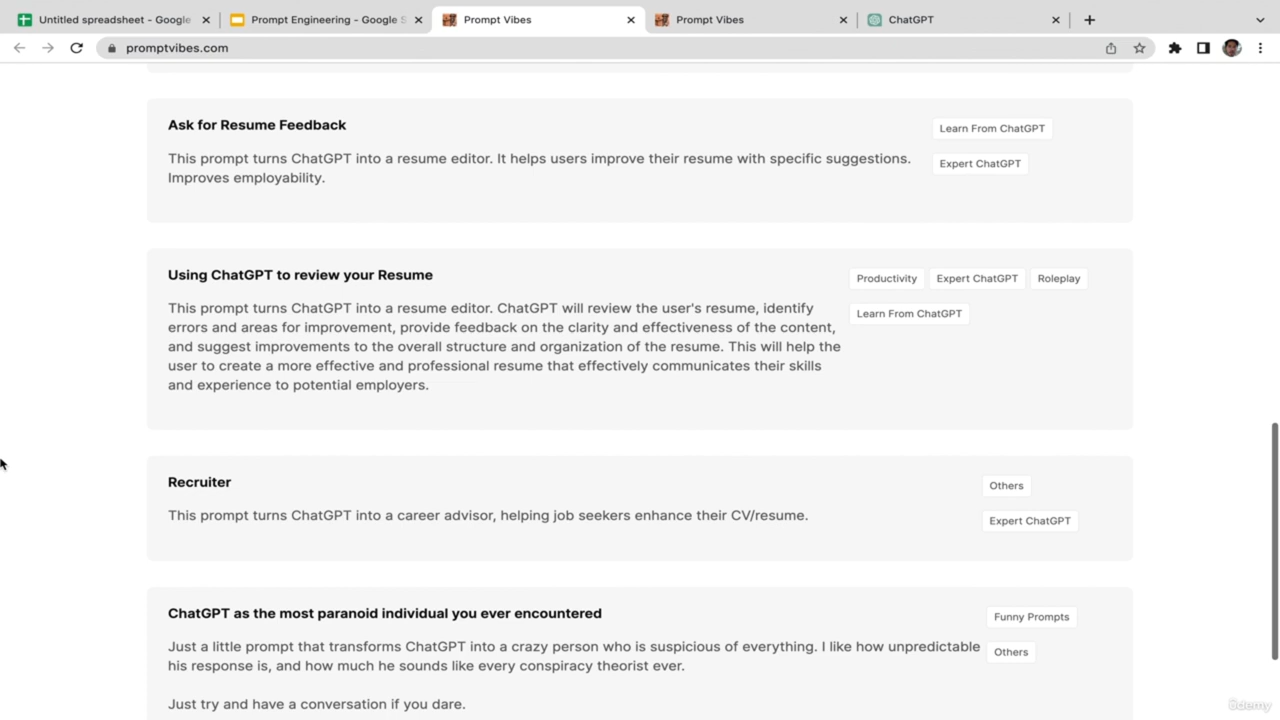 Untitled spreadsheet - Google
Prompt Engineering - Google S
Prompt Vibes
Prompt Vibes
ChatGPT
promptvibes.com
Ask for Resume Feedback
Learn From ChatGPT
This prompt turns ChatGPT into a resume editor. It helps users improve their resume with specific suggestions.
Expert ChatGPT
Improves employability.
Using ChatGPT to review your Resume
Productivity Expert ChatGPT Roleplay
This prompt turns ChatGPT into a resume editor. ChatGPT will review the user's resume, identify
Learn From ChatGPT
errors and areas for improvement, provide feedback on the clarity and effectiveness of the content,
and suggest improvements to the overall structure and organization of the resume. This will help the
user to create a more effective and professional resume that effectively communicates their skills
and experience to potential employers.
Recruiter
Others
This prompt turns ChatGPT into a career advisor, helping job seekers enhance their CV/resume.
Expert ChatGPT
ChatGPT as the most paranoid individual you ever encountered
Funny Prompts
Just a little prompt that transforms ChatGPT into a crazy person who is suspicious of everything. I like how unpredictable
Others
his response is, and how much he sounds like every conspiracy theorist ever.
Just try and have a conversation if you dare.
ûdemy